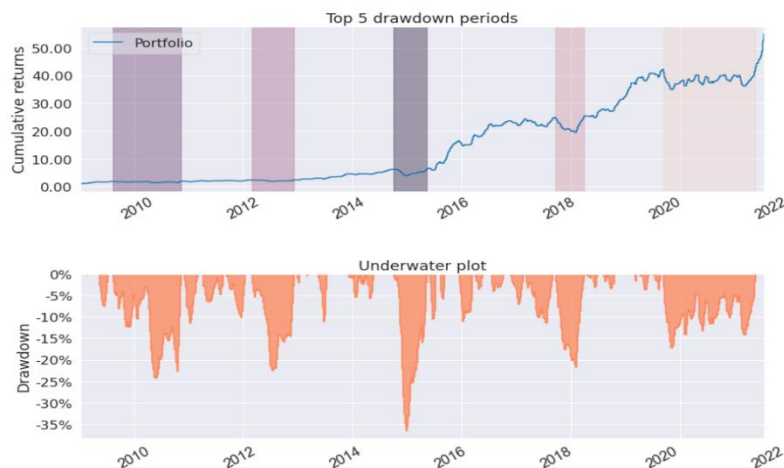 Top 5 drawdown periods
Portfolio
Cumulative returns
50.00
40.00
30.00
20.00
10.00
0.00
2010 2012 2014 2016 2018 2020 2022
Underwater plot
Drawdown
0%
-5%
-10%
-15%
-20%
-25%
-30%
-35%
2010 2012 2014 2016 2018 2020 2022